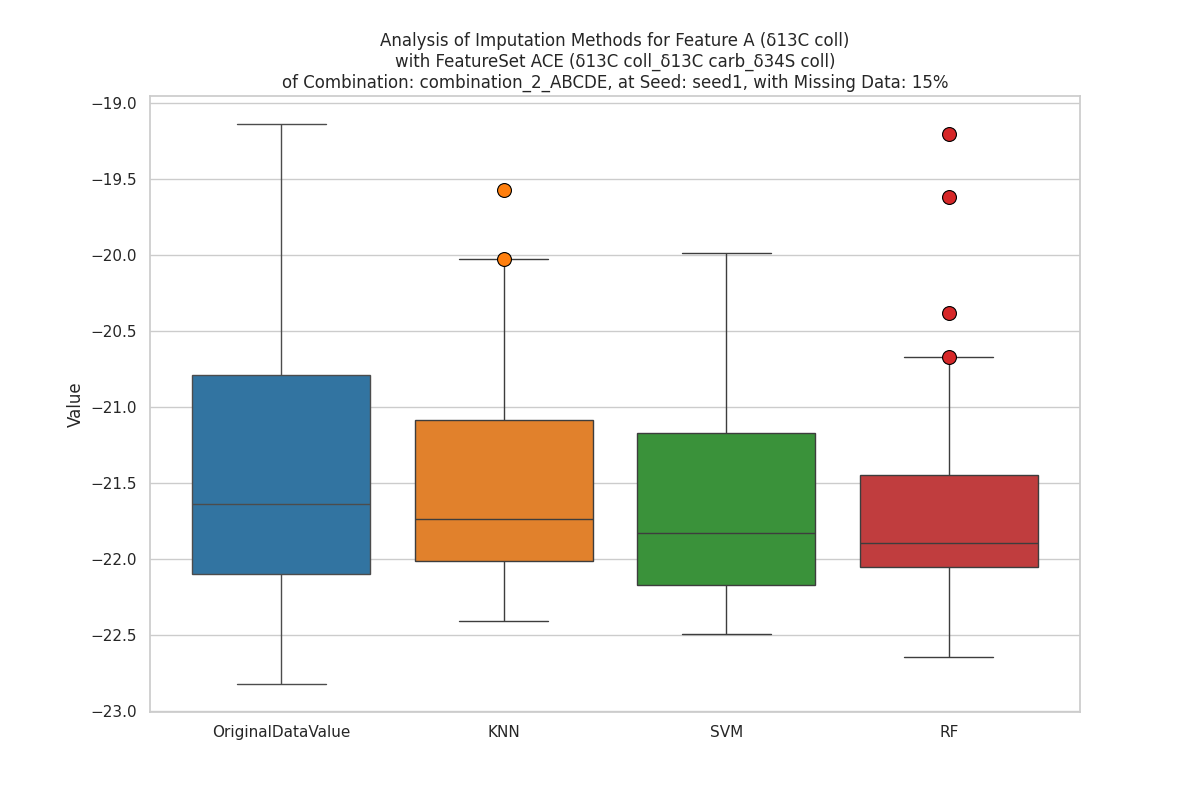 Analysis of Imputation Methods for Feature A (δ13C coll)
with FeatureSet ACE (δ13C coll_δ13C carb_δ34S coll)
of Combination: combination_2_ABCDE, at Seed: seed1, with Missing Data: 15%
Value
−19.0
−19.5
−20.0
−20.5
−21.0
−21.5
−22.0
−22.5
−23.0
OriginalDataValue
KNN
SVM
RF